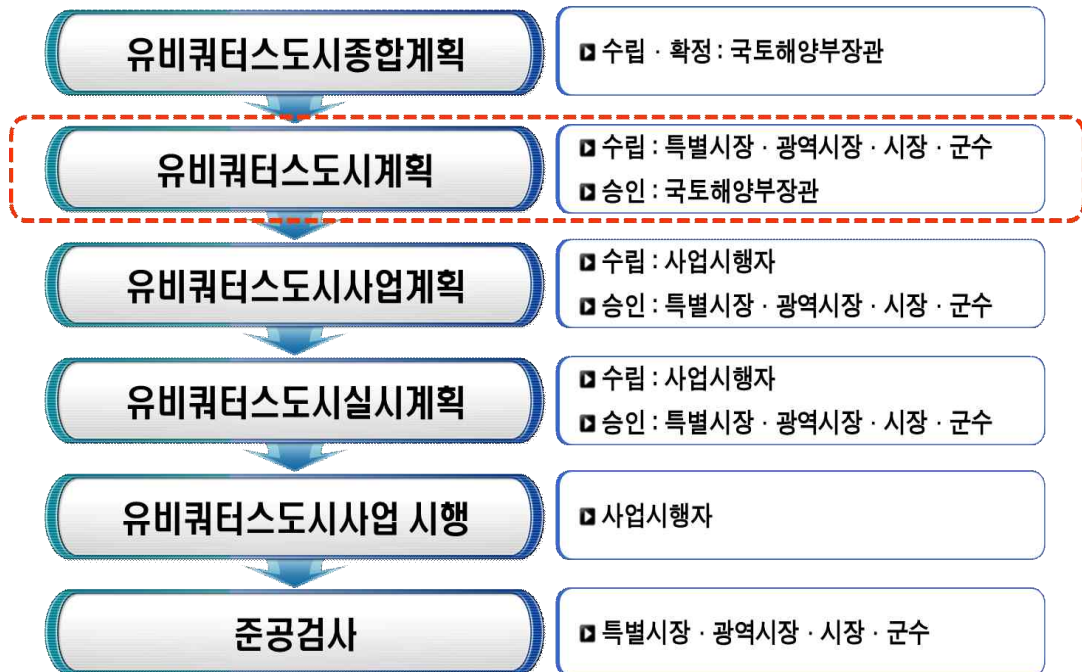 유비쿼터스도시종합계획
▶ 수립 · 확정 : 국토해양부장관
유비쿼터스도시계획
▶ 수립 : 특별시장 · 광역시장 · 시장 · 군수
▶ 승인 : 국토해양부장관
유비쿼터스도시사업계획
▶ 수립 : 사업시행자
▶ 승인 : 특별시장 · 광역시장 · 시장 · 군수
유비쿼터스도시실시계획
▶ 수립 : 사업시행자
▶ 승인 : 특별시장 · 광역시장 · 시장 · 군수
유비쿼터스도시사업 시행
▶ 사업시행자
준공검사
▶ 특별시장 · 광역시장 · 시장 · 군수